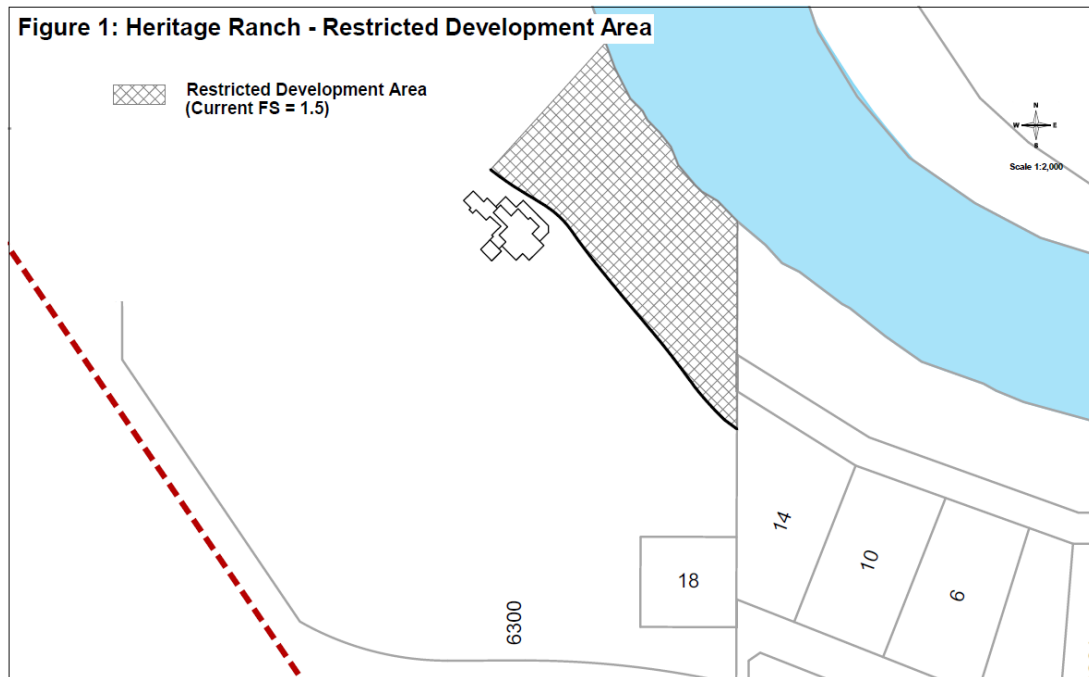 Figure 1: Heritage Ranch - Restricted Development Area
Restricted Development Area
(Current FS = 1.5)
N
W E
S
Scale 1:2,000
14
10
6
18
6300